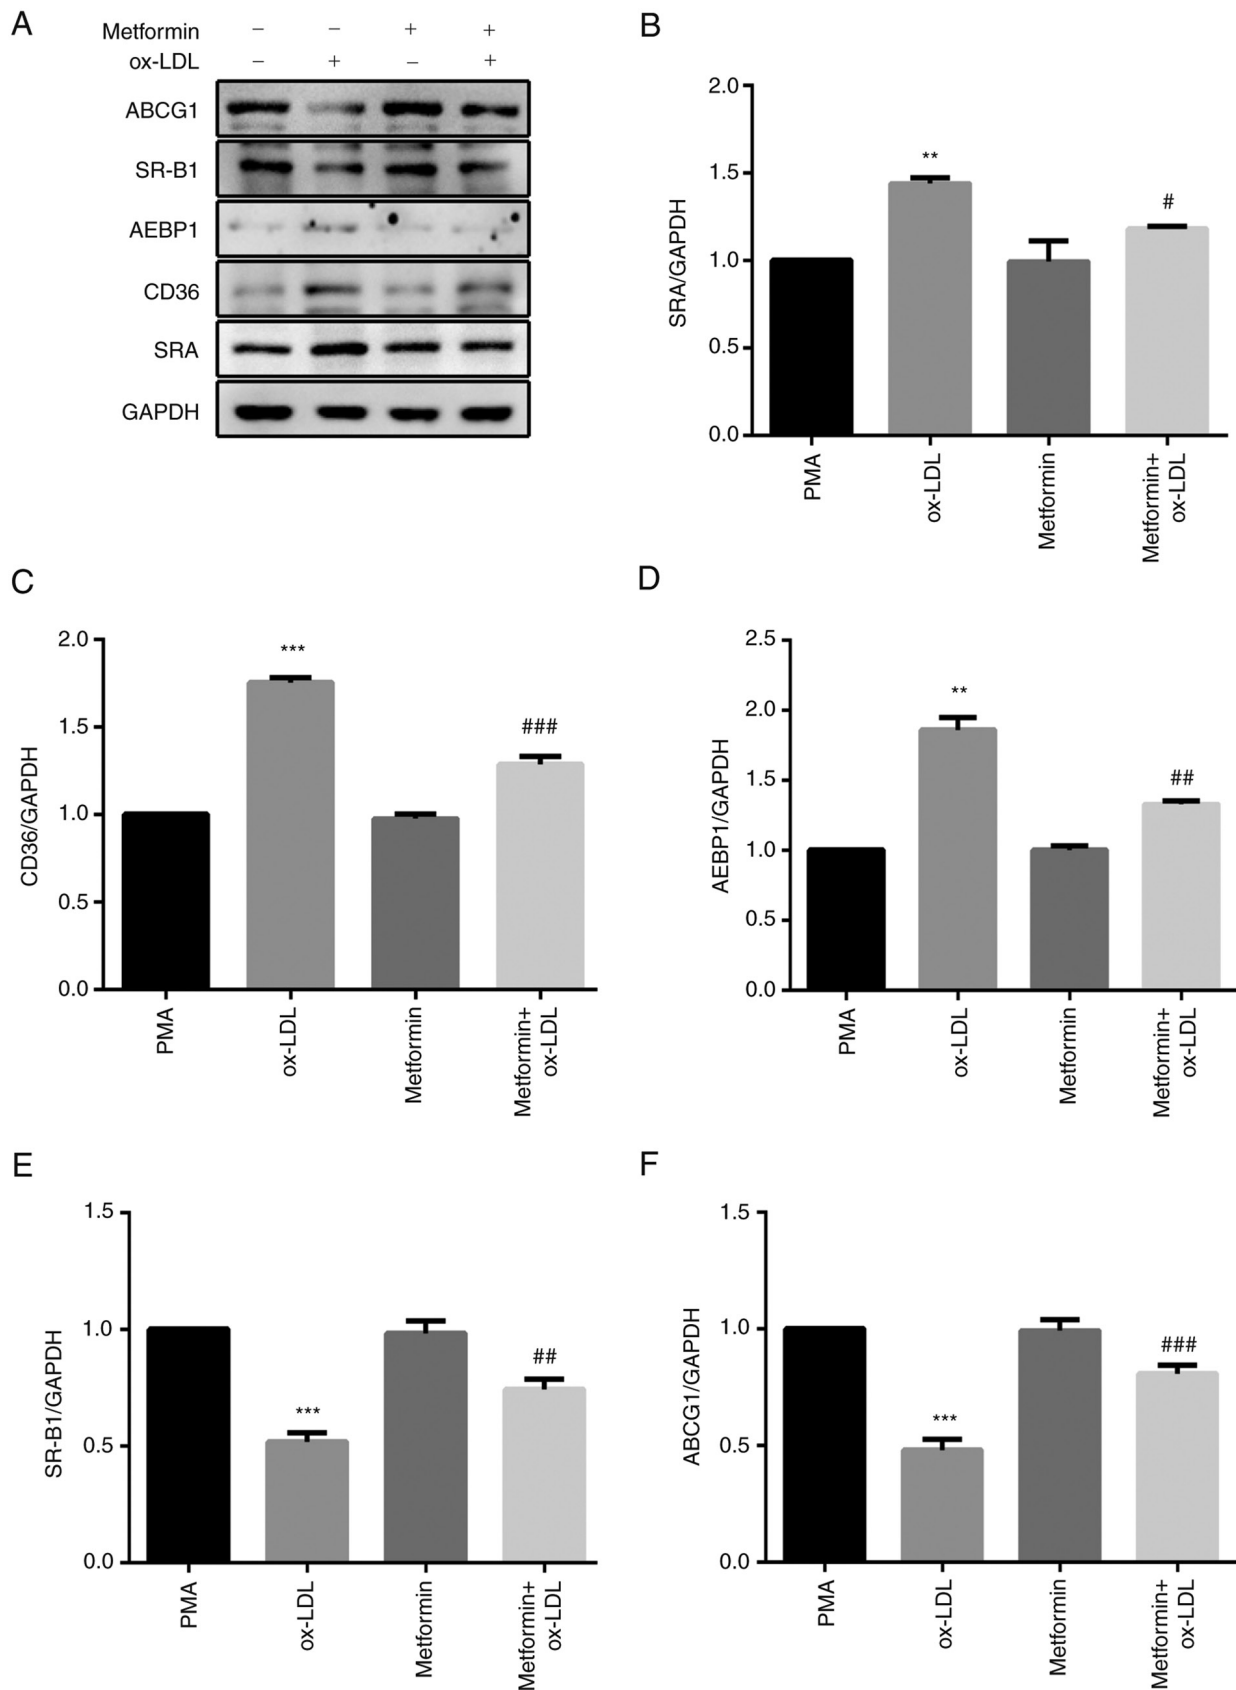 A
Metformin – – + +
ox-LDL – + – +
ABCG1
SR-B1
AEBP1
CD36
SRA
GAPDH
B
SRA/GAPDH
2.0
1.5
1.0
0.5
0.0
**
#
PMA
ox-LDL
Metformin
Metformin+
ox-LDL
C
CD36/GAPDH
2.0
1.5
1.0
0.5
0.0
***
###
PMA
ox-LDL
Metformin
Metformin+
ox-LDL
D
AEBP1/GAPDH
2.5
2.0
1.5
1.0
0.5
0.0
**
##
PMA
ox-LDL
Metformin
Metformin+
ox-LDL
E
SR-B1/GAPDH
1.5
1.0
0.5
0.0
***
##
PMA
ox-LDL
Metformin
Metformin+
ox-LDL
F
ABCG1/GAPDH
1.5
1.0
0.5
0.0
***
###
PMA
ox-LDL
Metformin
Metformin+
ox-LDL